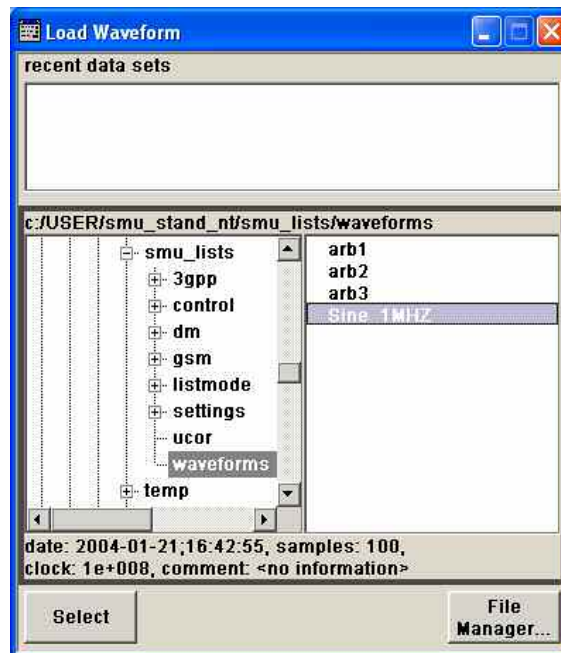 Load Waveform
recent data sets
c:/USER/smu_stand_nt/smu_lists/waveforms
smu_lists
3gpp
control
dm
gsm
listmode
settings
ucor
waveforms
temp
arb1
arb2
arb3
Sine_1MHZ
date: 2004-01-21;16:42:55, samples: 100,
clock: 1e+008, comment: <no information>
Select
File
Manager...